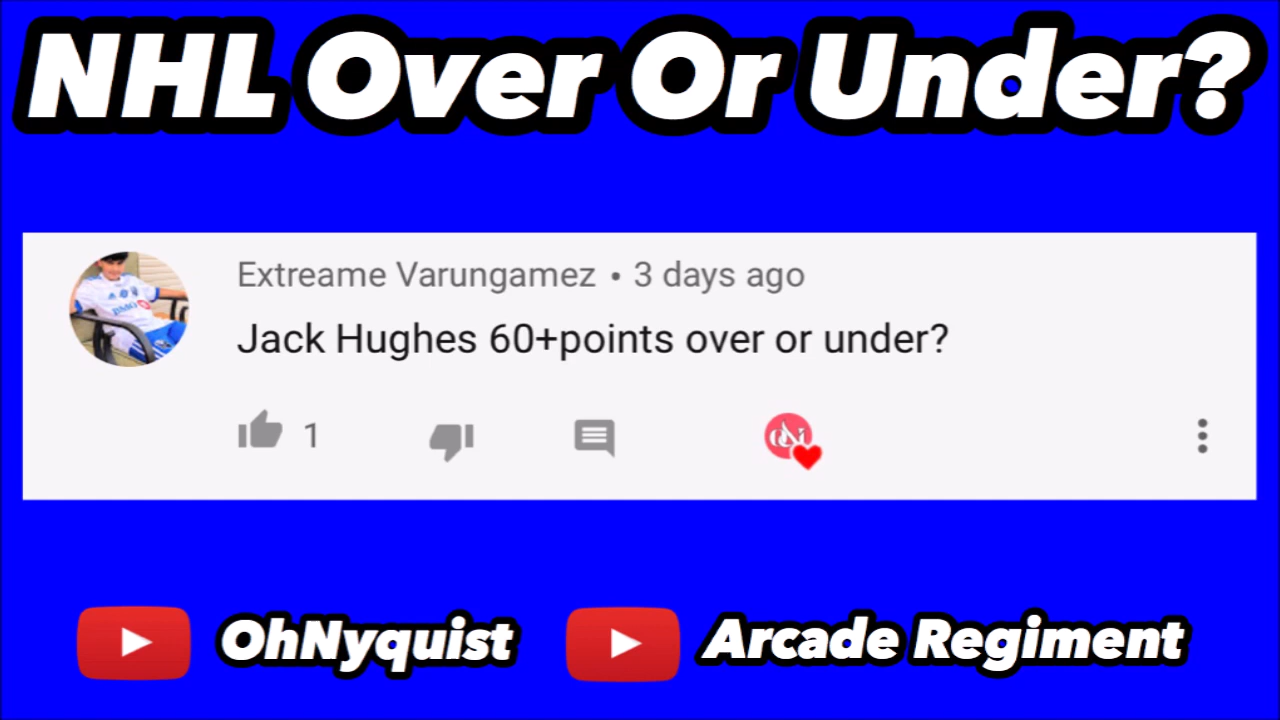 NHL Over Or Under?
Extreame Varungamez • 3 days ago
Jack Hughes 60+points over or under?
1
OhNyquist
Arcade Regiment